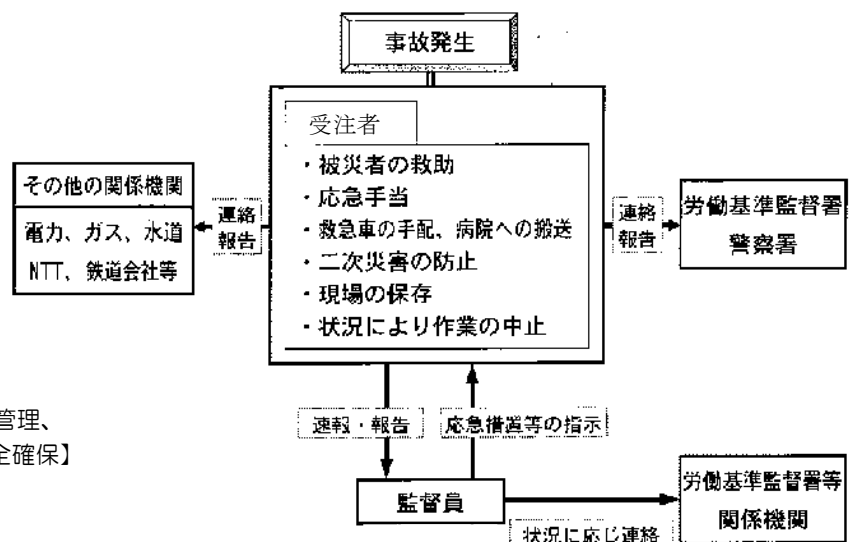 事故発生
受注者
・被災者の救助
・応急手当
・救急車の手配、病院への搬送
・二次災害の防止
・現場の保存
・状況により作業の中止
その他の関係機関
電力、ガス、水道
NTT、鉄道会社等
連絡
報告
連絡
報告
労働基準監督署
警察署
管理、
全確保】
速報・報告
応急措置等の指示
監督員
状況に応じ連絡
労働基準監督署等
関係機関